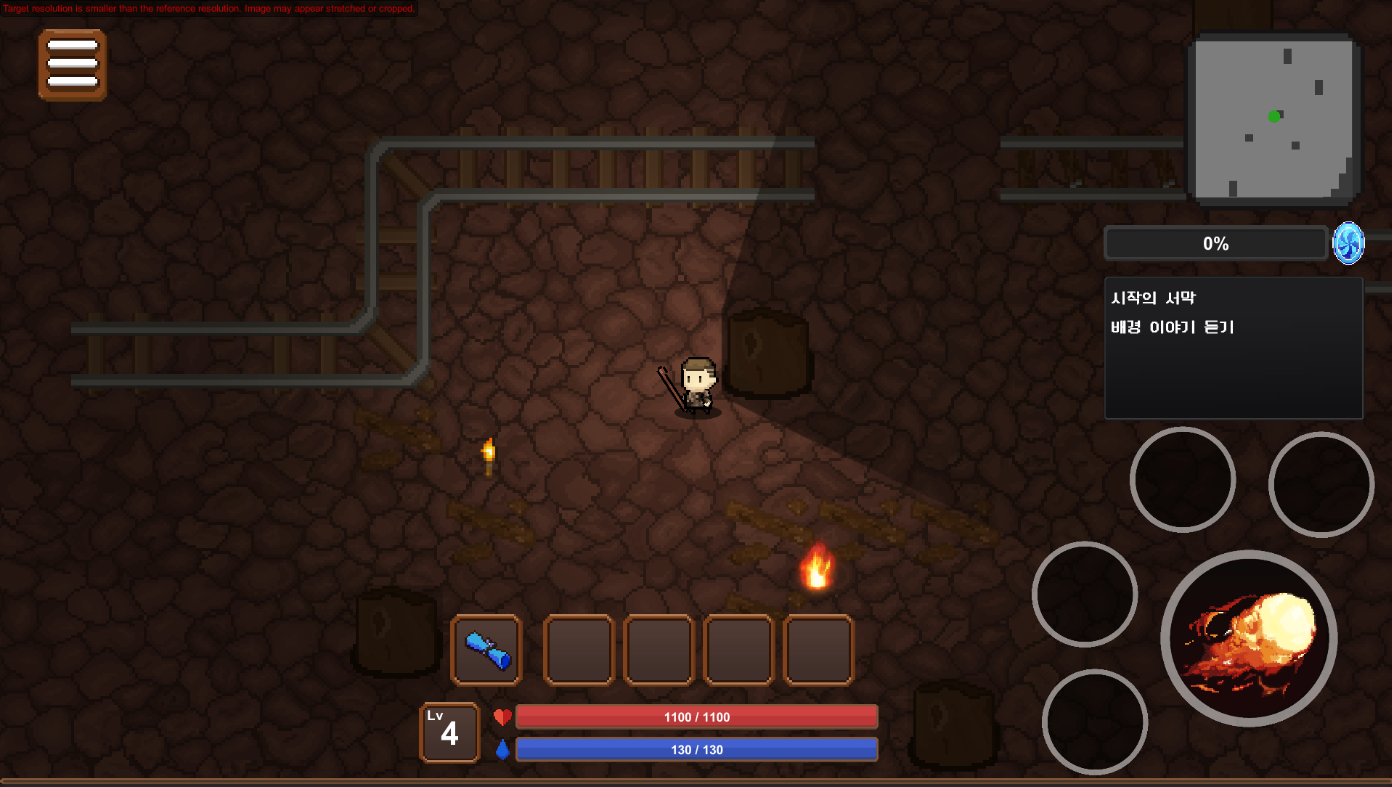 Target resolution is smaller than the reference resolution. Image may appear stretched or cropped.
0%
시작의 서막
배경 이야기 듣기
Lv
4
1100 / 1100
130 / 130